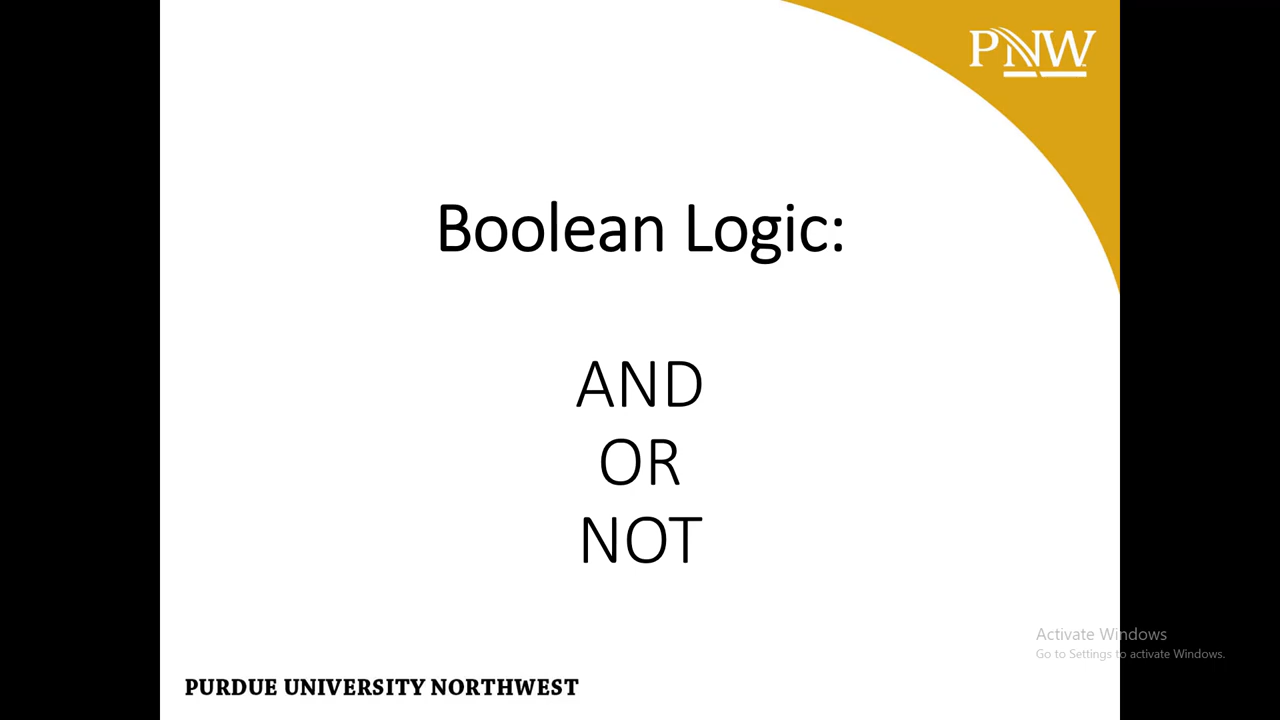 PNW
Boolean Logic:
AND
OR
NOT
Activate Windows
Go to Settings to activate Windows.
PURDUE UNIVERSITY NORTHWEST